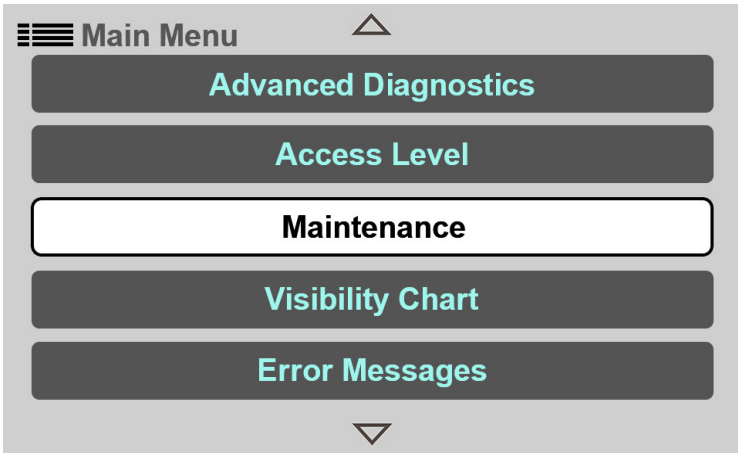 Main Menu
Advanced Diagnostics
Access Level
Maintenance
Visibility Chart
Error Messages